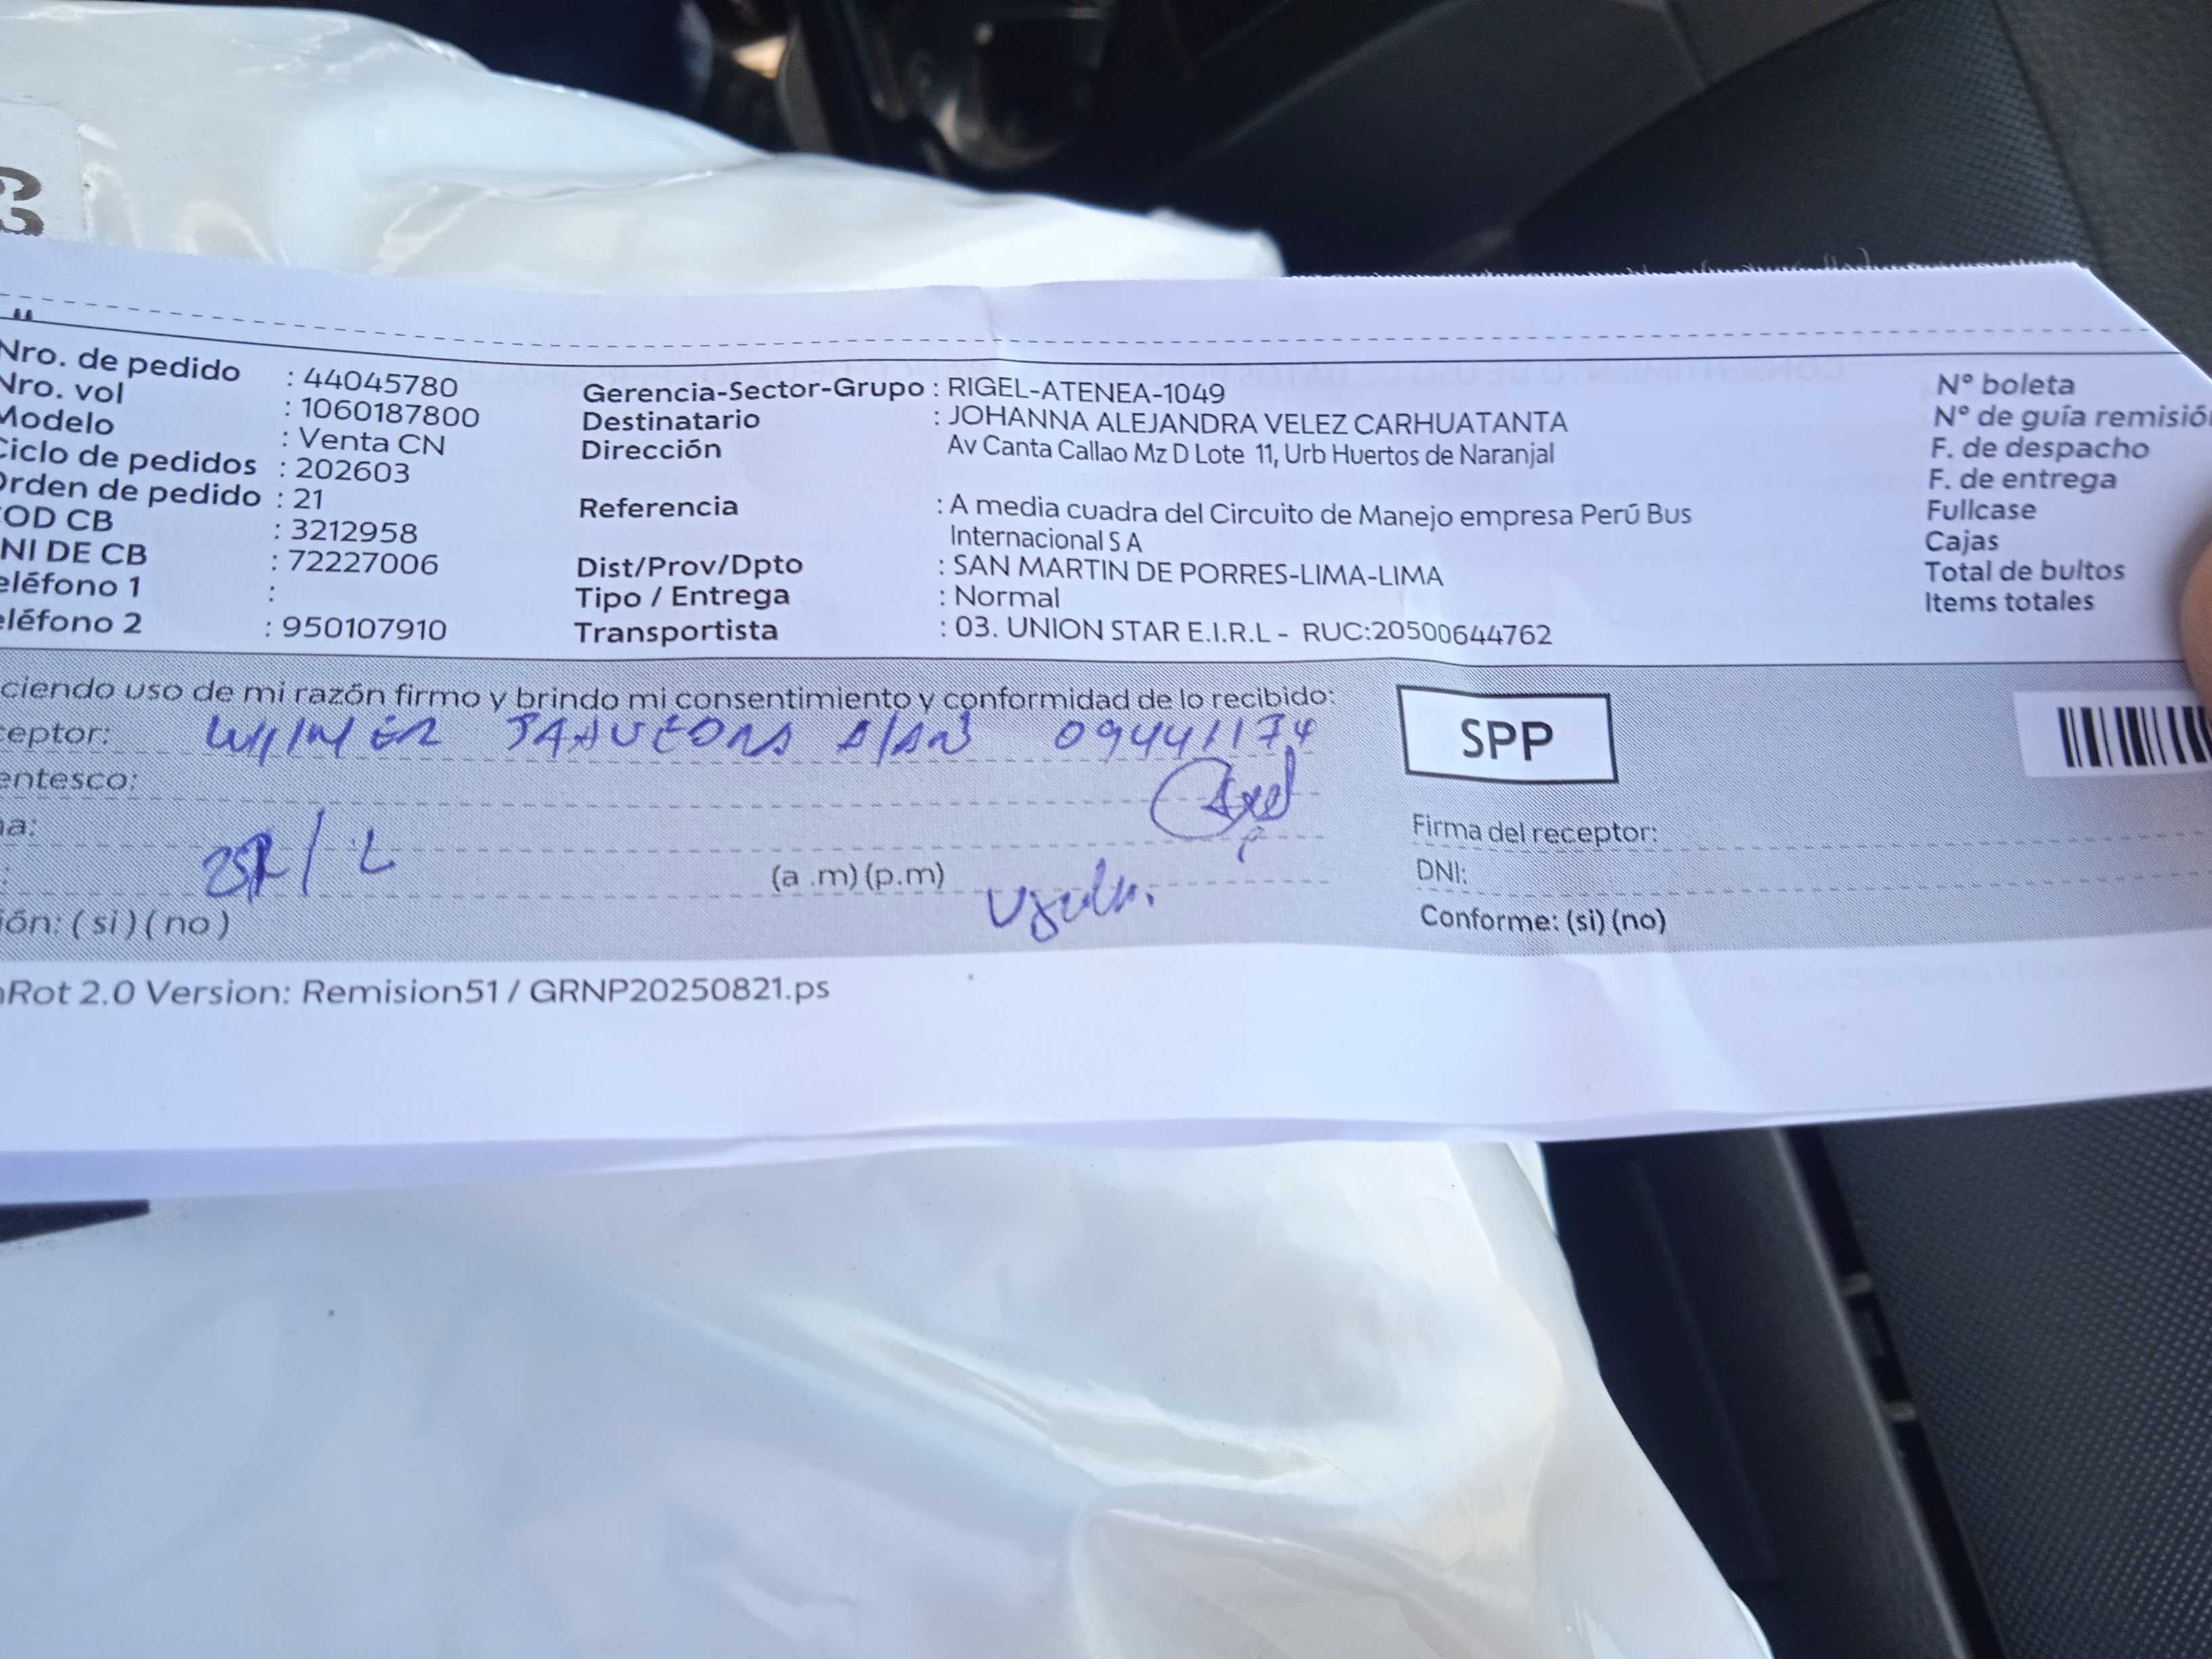 3
Nro. de pedido : 44045780
Nro. vol : 1060187800
Modelo : Venta CN
Ciclo de pedidos : 202603
Orden de pedido : 21
COD CB : 3212958
NI DE CB : 72227006
eléfono 1 :
eléfono 2 : 950107910
Gerencia-Sector-Grupo : RIGEL-ATENEA-1049
Destinatario : JOHANNA ALEJANDRA VELEZ CARHUATANTA
Dirección Av Canta Callao Mz D Lote 11, Urb Huertos de Naranjal
Referencia : A media cuadra del Circuito de Manejo empresa Perú Bus
Internacional S A
Dist/Prov/Dpto : SAN MARTIN DE PORRES-LIMA-LIMA
Tipo / Entrega : Normal
Transportista : 03. UNION STAR E.I.R.L - RUC:20500644762
N° boleta
N° de guía remisión
F. de despacho
F. de entrega
Fullcase
Cajas
Total de bultos
Items totales
ciendo uso de mi razón firmo y brindo mi consentimiento y conformidad de lo recibido:
ceptor: 09441174
entesco:
a:
: (a .m) (p.m)
ión: ( si ) ( no )
SPP
Firma del receptor:
DNI:
Conforme: (si) (no)
Rot 2.0 Version: Remision51 / GRNP20250821.ps